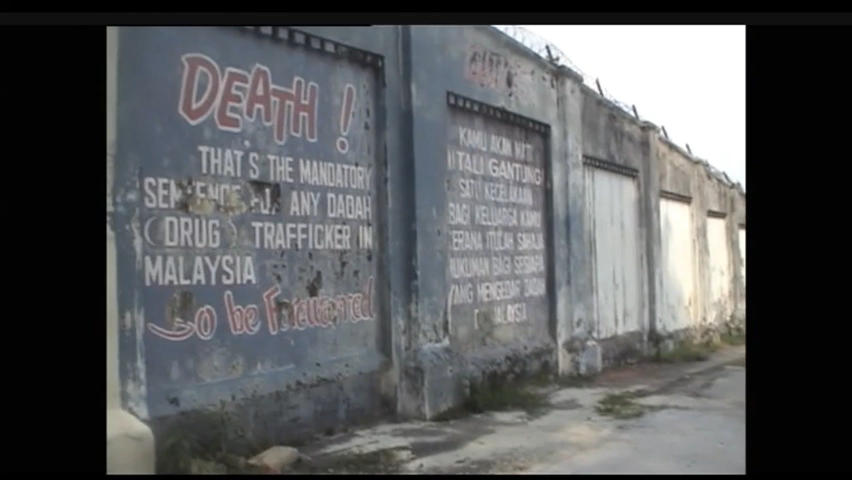 DEATH !
THAT'S THE MANDATORY
SENTENCE FOR ANY DADAH
( DRUG ) TRAFFICKER IN
MALAYSIA
So be Forewarned
KAMU AKAN MATI
DI TALI GANTUNG!
SATU KECELAKAAN
BAGI KELUARGA KAMU
KERANA ITULAH SAHAJA
HUKUMAN BAGI SESIAPA
YANG MENGEDAR DADAH
DI MALAYSIA